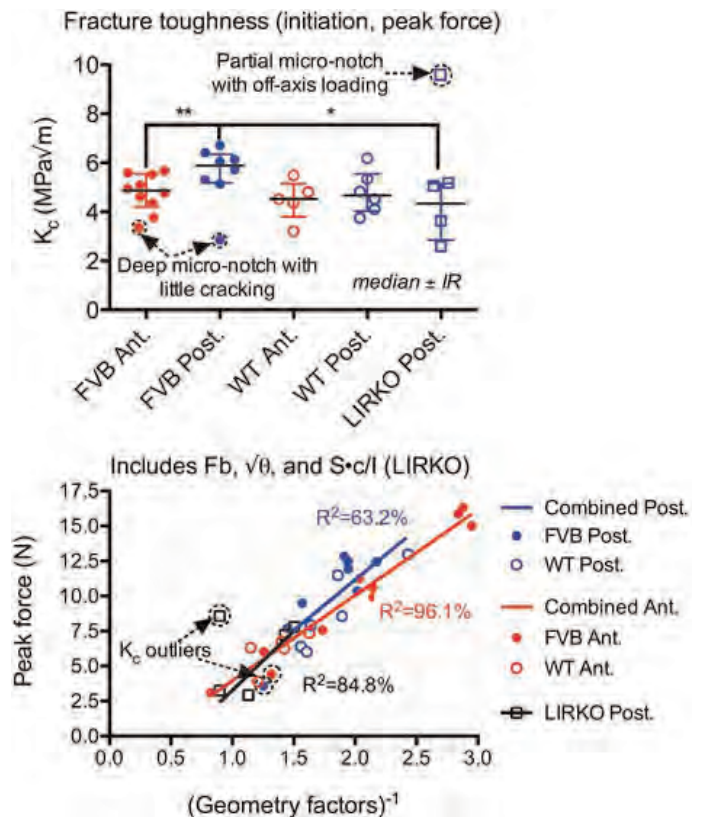 Fracture toughness (initiation, peak force)
Partial micro-notch
with off-axis loading
10
8
6
4
2
0
K_c (MPa√m)
**
*
Deep micro-notch with
little cracking
median ± IR
FVB Ant.
FVB Post.
WT Ant.
WT Post.
LIRKO Post.
Includes Fb, √θ, and S•c/I (LIRKO)
17.5
15.0
12.5
10.0
7.5
5.0
2.5
0.0
Peak force (N)
R²=63.2%
R²=96.1%
R²=84.8%
K_c outliers
0.0 0.5 1.0 1.5 2.0 2.5 3.0
(Geometry factors)⁻¹
Combined Post.
FVB Post.
WT Post.
Combined Ant.
FVB Ant.
WT Ant.
LIRKO Post.